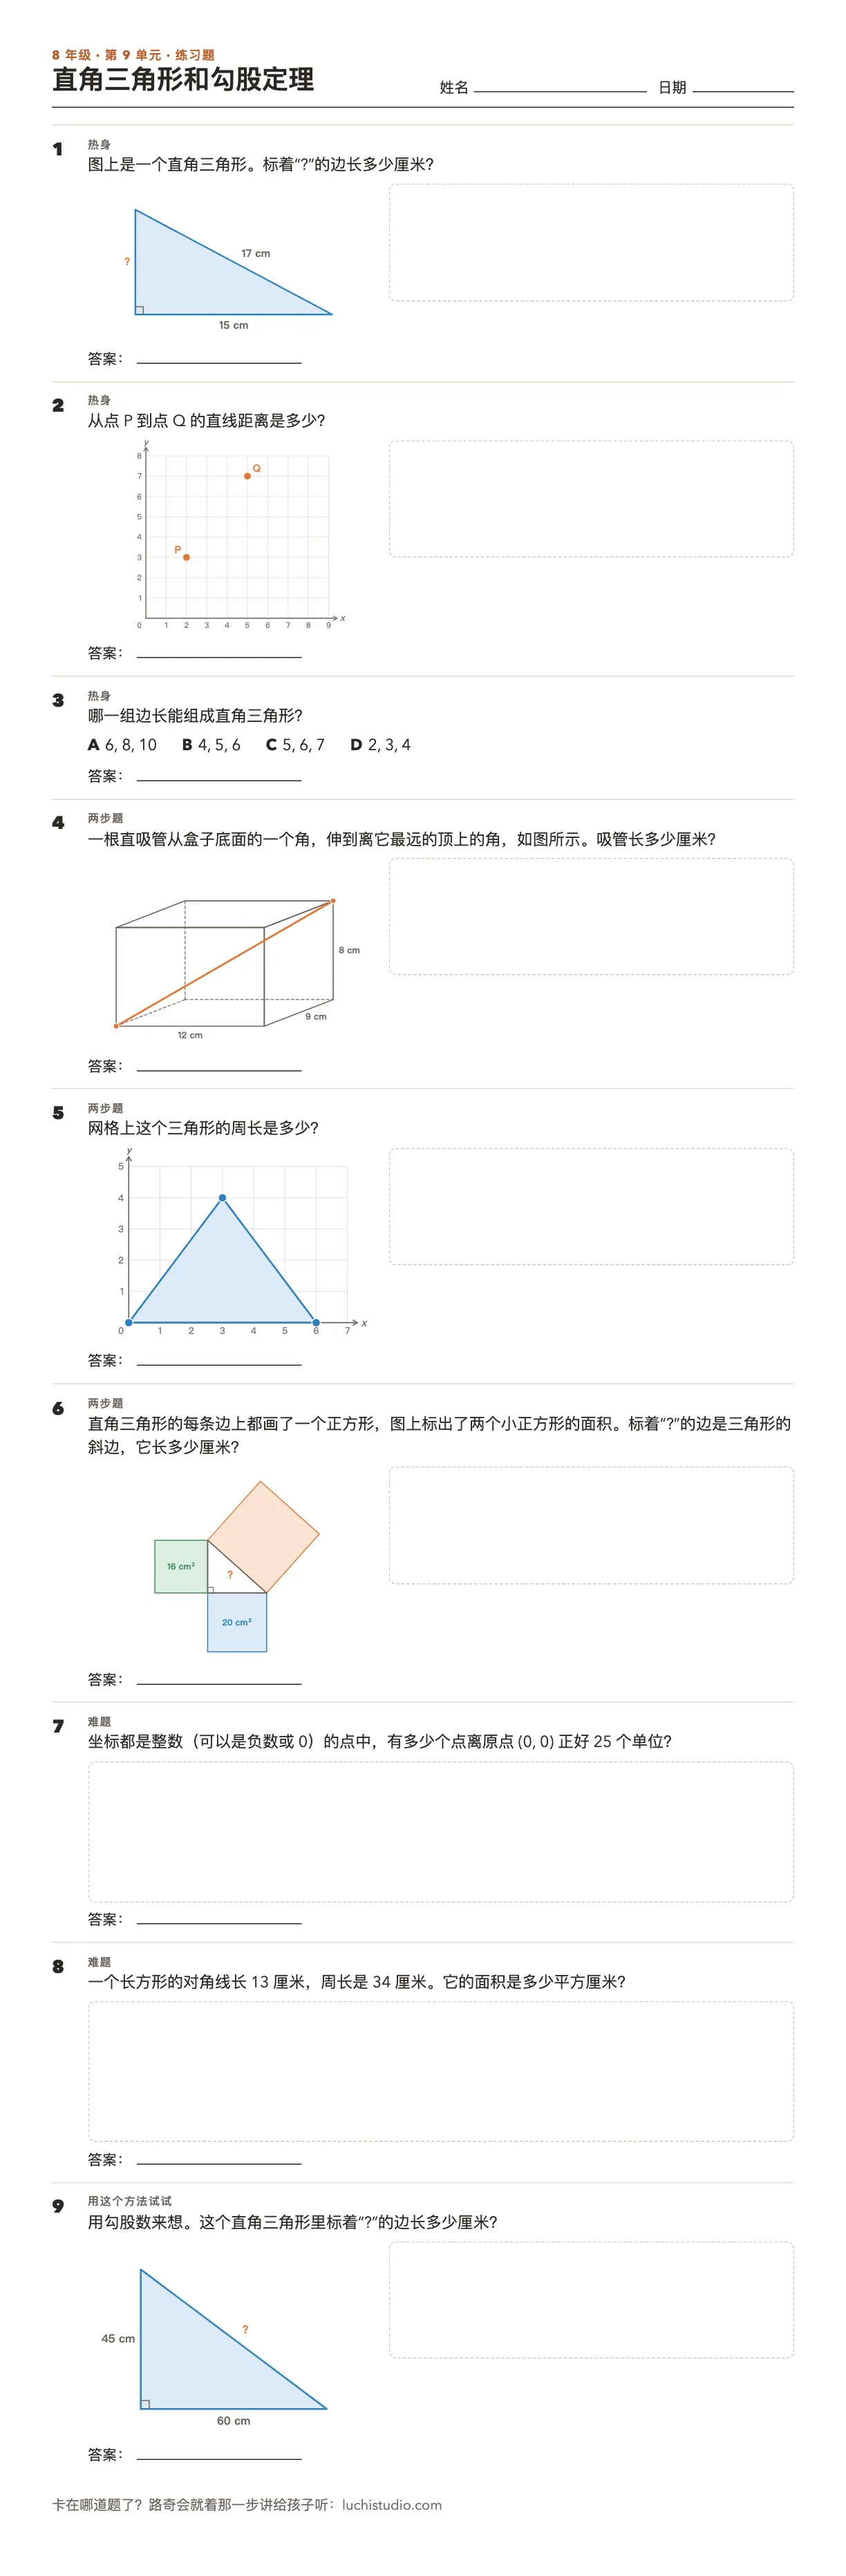 8 年级 · 第 9 单元 · 练习题
直角三角形和勾股定理
姓名
日期
1
热身
图上是一个直角三角形。标着“?”的边长多少厘米?
?
17 cm
15 cm
答案：
2
热身
从点 P 到点 Q 的直线距离是多少?
y
8
7
6
5
4
3
2
1
Q
P
0 1 2 3 4 5 6 7 8 9 x
答案：
3
热身
哪一组边长能组成直角三角形?
A 6, 8, 10 B 4, 5, 6 C 5, 6, 7 D 2, 3, 4
答案：
4
两步题
一根直吸管从盒子底面的一个角，伸到离它最远的顶上的角，如图所示。吸管长多少厘米?
8 cm
9 cm
12 cm
答案：
5
两步题
网格上这个三角形的周长是多少?
y
5
4
3
2
1
0 1 2 3 4 5 6 7 x
答案：
6
两步题
直角三角形的每条边上都画了一个正方形，图上标出了两个小正方形的面积。标着“?”的边是三角形的
斜边，它长多少厘米?
16 cm²
?
20 cm²
答案：
7
难题
坐标都是整数（可以是负数或 0）的点中，有多少个点离原点 (0, 0) 正好 25 个单位?
答案：
8
难题
一个长方形的对角线长 13 厘米，周长是 34 厘米。它的面积是多少平方厘米?
答案：
9
用这个方法试试
用勾股数来想。这个直角三角形里标着“?”的边长多少厘米?
?
45 cm
60 cm
答案：
卡在哪道题了？路奇会就着那一步讲给孩子听：luchistudio.com